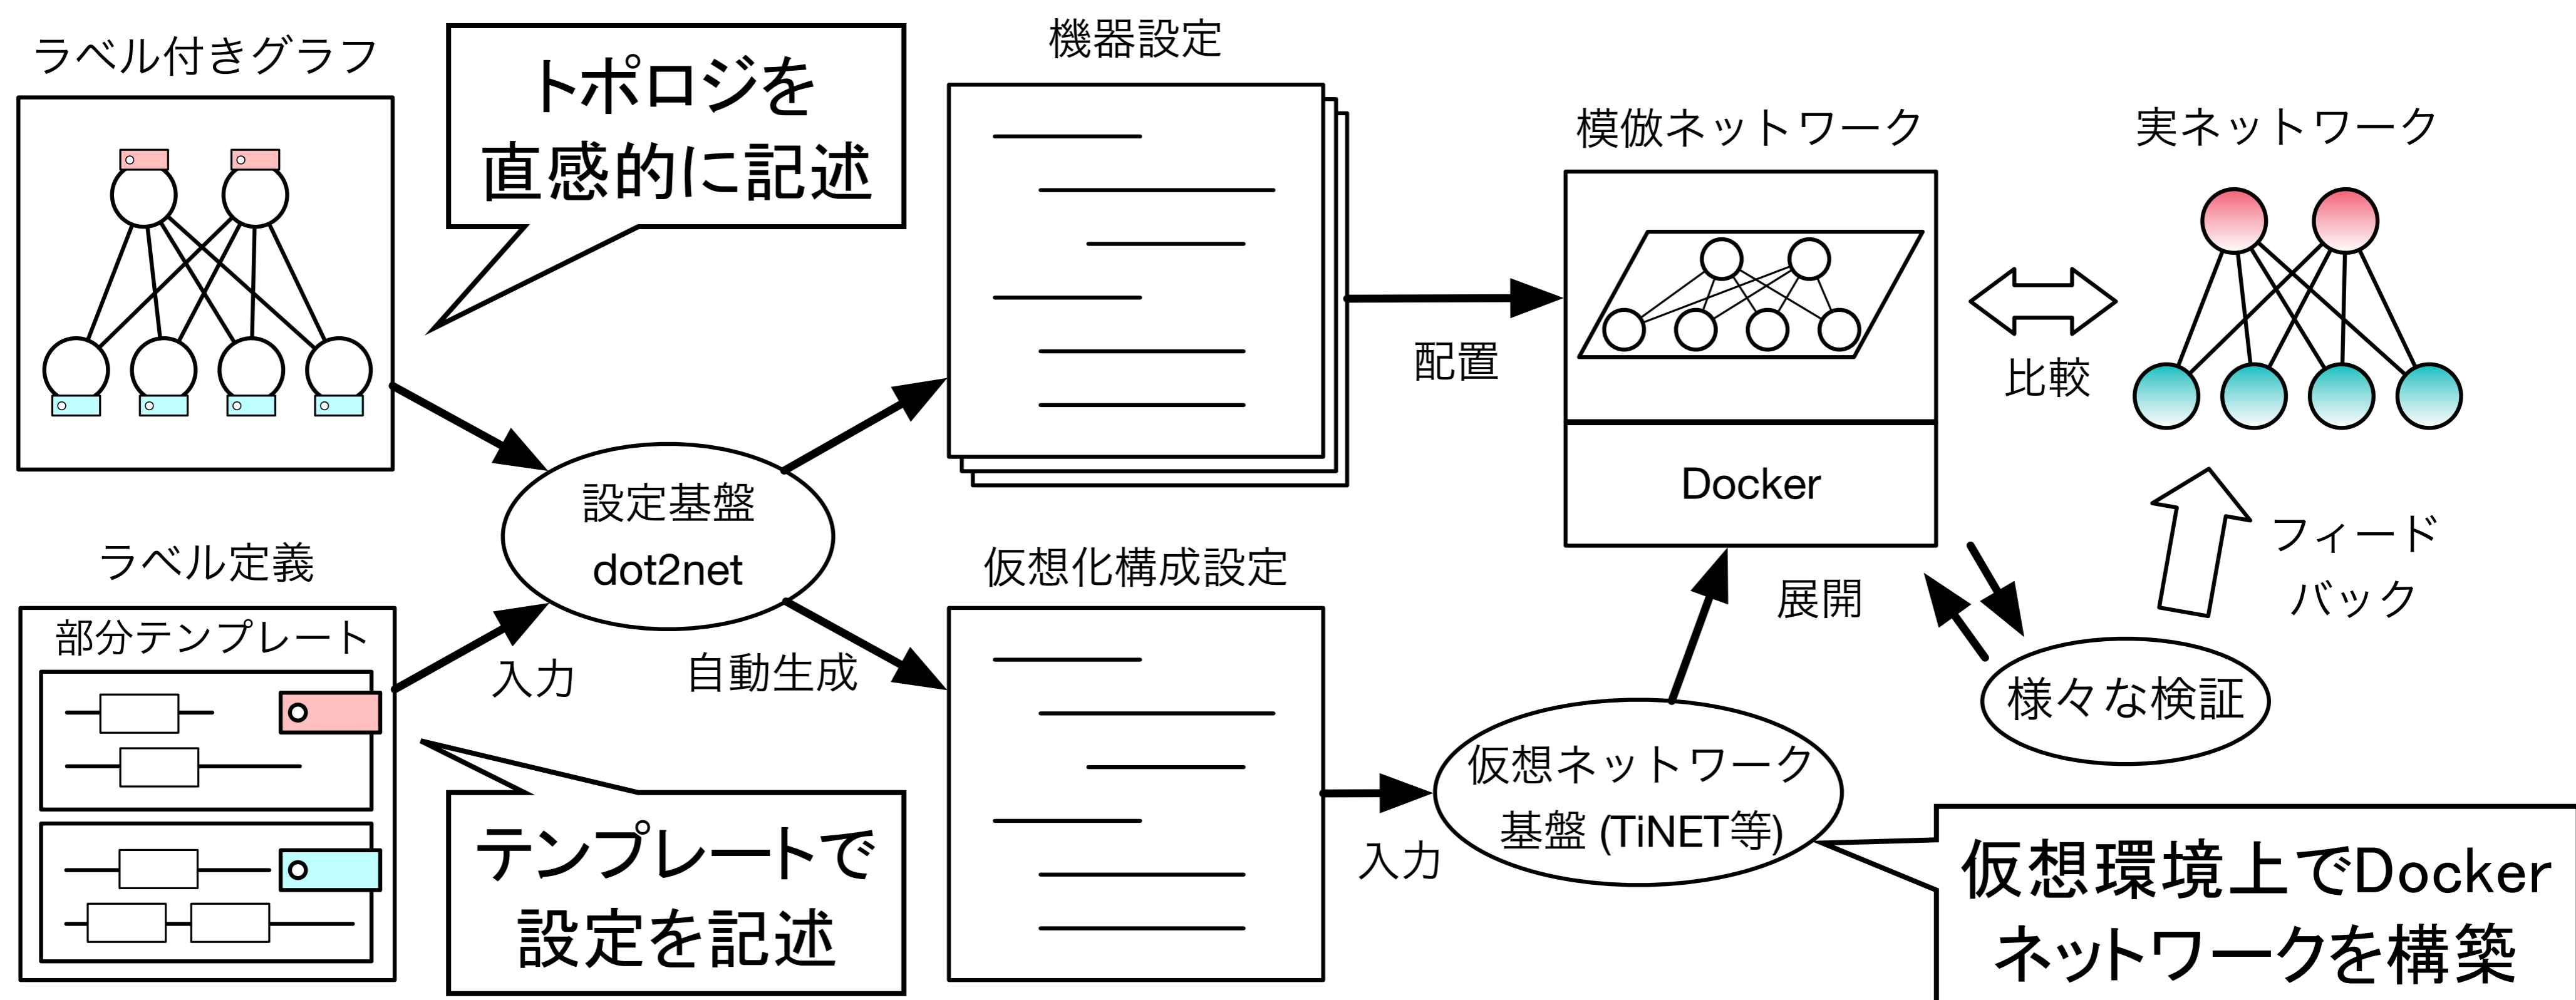 ラベル付きグラフ
トポロジを
直感的に記述
機器設定
模倣ネットワーク
実ネットワーク
配置
比較
設定基盤
dot2net
Docker
ラベル定義
部分テンプレート
入力
自動生成
仮想化構成設定
展開
フィード
バック
様々な検証
テンプレートで
設定を記述
入力
仮想ネットワーク
基盤 (TiNET等)
仮想環境上でDocker
ネットワークを構築